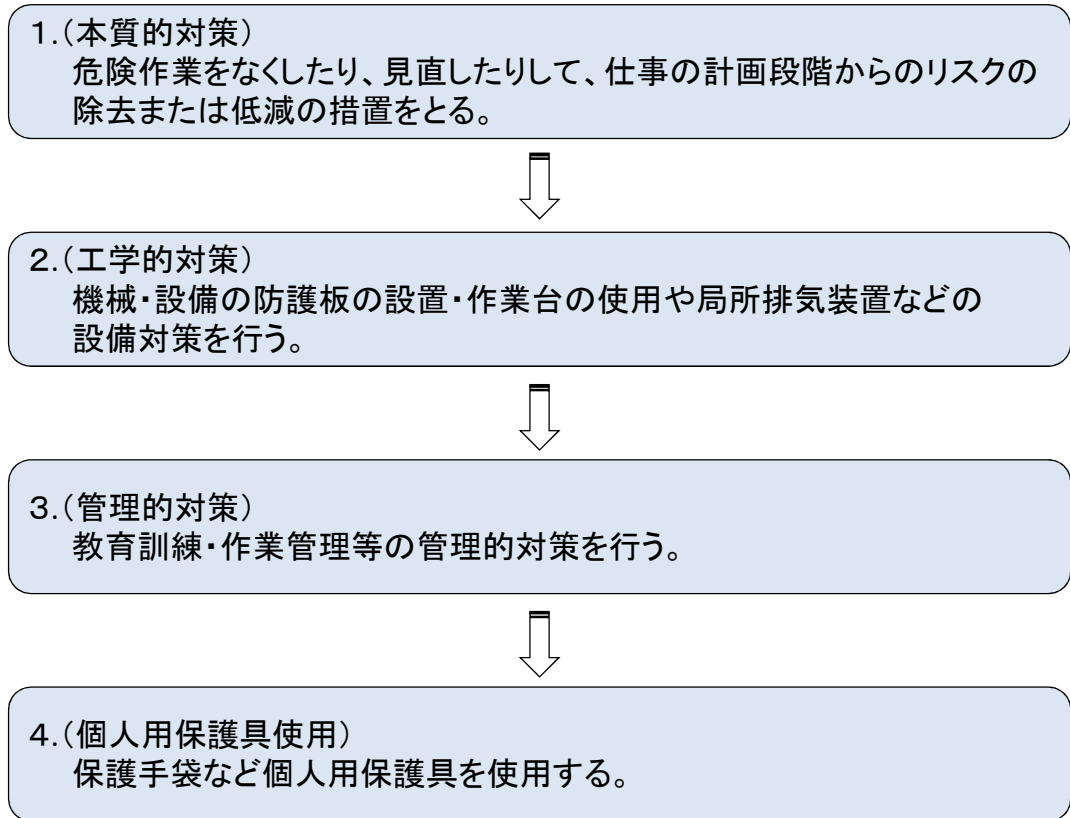 1.(本質的対策)
危険作業をなくしたり、見直したりして、仕事の計画段階からのリスクの
除去または低減の措置をとる。
2.(工学的対策)
機械・設備の防護板の設置・作業台の使用や局所排気装置などの
設備対策を行う。
3.(管理的対策)
教育訓練・作業管理等の管理的対策を行う。
4.(個人用保護具使用)
保護手袋など個人用保護具を使用する。